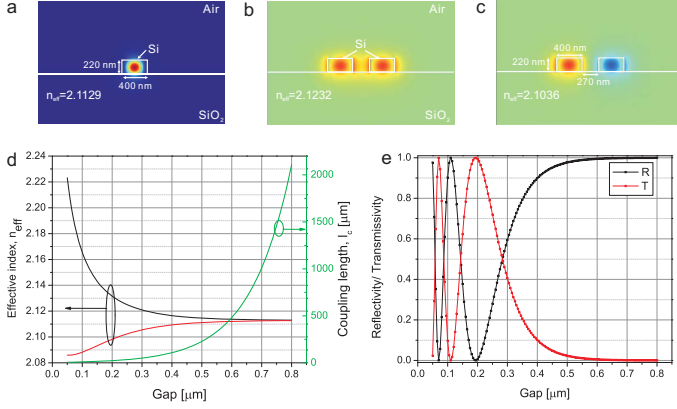 a
Air
Si
220 nm
400 nm
n_eff=2.1129
SiO₂
b
Air
Si
n_eff=2.1232
c
400 nm
220 nm
270 nm
n_eff=2.1036
d
2.24
2.22
2.20
2.18
2.16
2.14
2.12
2.10
2.08
Effective index, n_eff
0.0
0.1
0.2
0.3
0.4
0.5
0.6
0.7
0.8
Gap [μm]
2000
1500
1000
500
0
Coupling length, l_c [μm]
e
1.0
0.8
0.6
0.4
0.2
0.0
Reflectivity/ Transmissivity
R
T
0.0
0.1
0.2
0.3
0.4
0.5
0.6
0.7
0.8
Gap [μm]